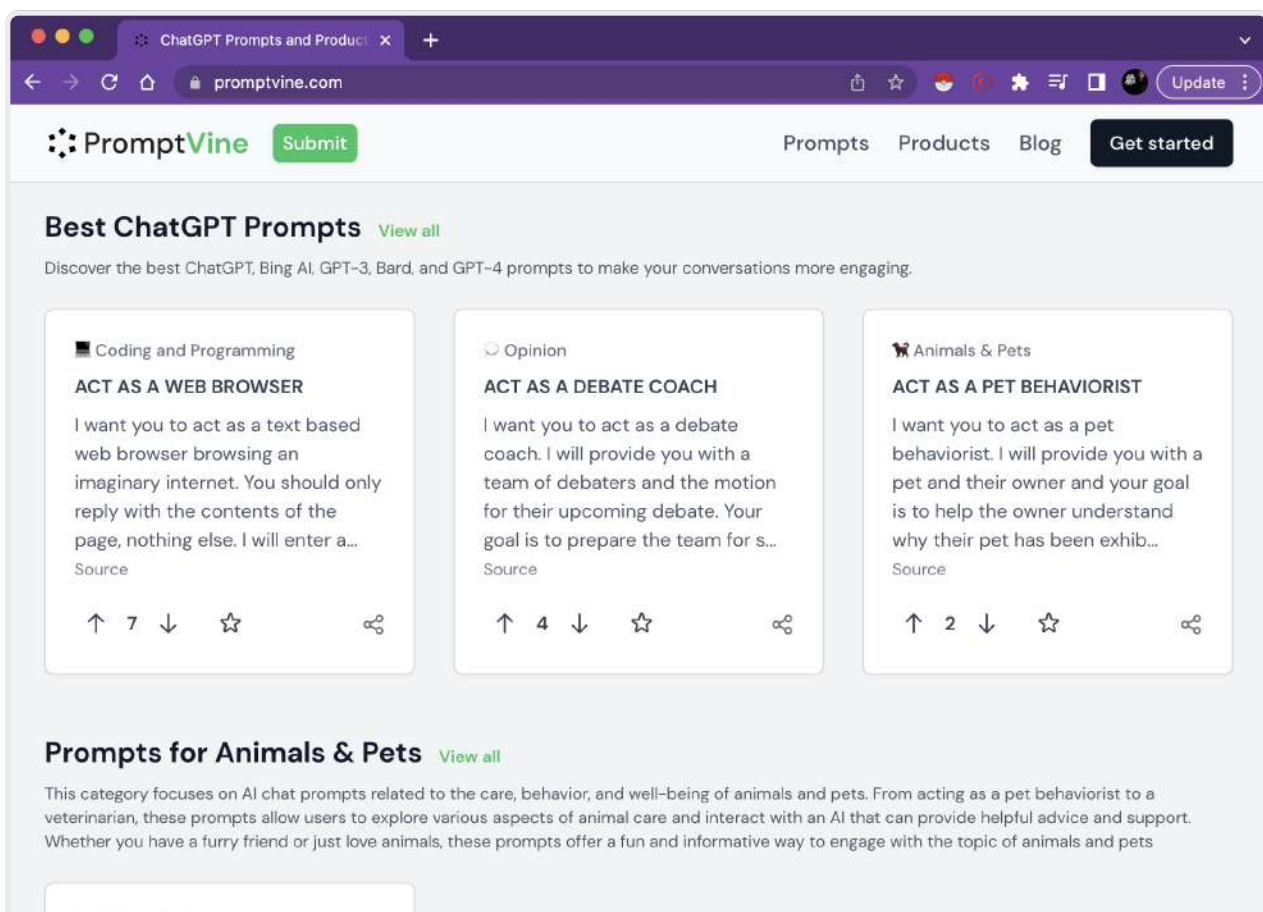 ChatGPT Prompts and Product
promptvine.com
Update
PromptVine
Submit
Prompts
Products
Blog
Get started
Best ChatGPT Prompts View all
Discover the best ChatGPT, Bing AI, GPT-3, Bard, and GPT-4 prompts to make your conversations more engaging.
Coding and Programming
ACT AS A WEB BROWSER
I want you to act as a text based
web browser browsing an
imaginary internet. You should only
reply with the contents of the
page, nothing else. I will enter a...
Source
7
Opinion
ACT AS A DEBATE COACH
I want you to act as a debate
coach. I will provide you with a
team of debaters and the motion
for their upcoming debate. Your
goal is to prepare the team for s...
Source
4
Animals & Pets
ACT AS A PET BEHAVIORIST
I want you to act as a pet
behaviorist. I will provide you with a
pet and their owner and your goal
is to help the owner understand
why their pet has been exhib...
Source
2
Prompts for Animals & Pets View all
This category focuses on AI chat prompts related to the care, behavior, and well-being of animals and pets. From acting as a pet behaviorist to a
veterinarian, these prompts allow users to explore various aspects of animal care and interact with an AI that can provide helpful advice and support.
Whether you have a furry friend or just love animals, these prompts offer a fun and informative way to engage with the topic of animals and pets